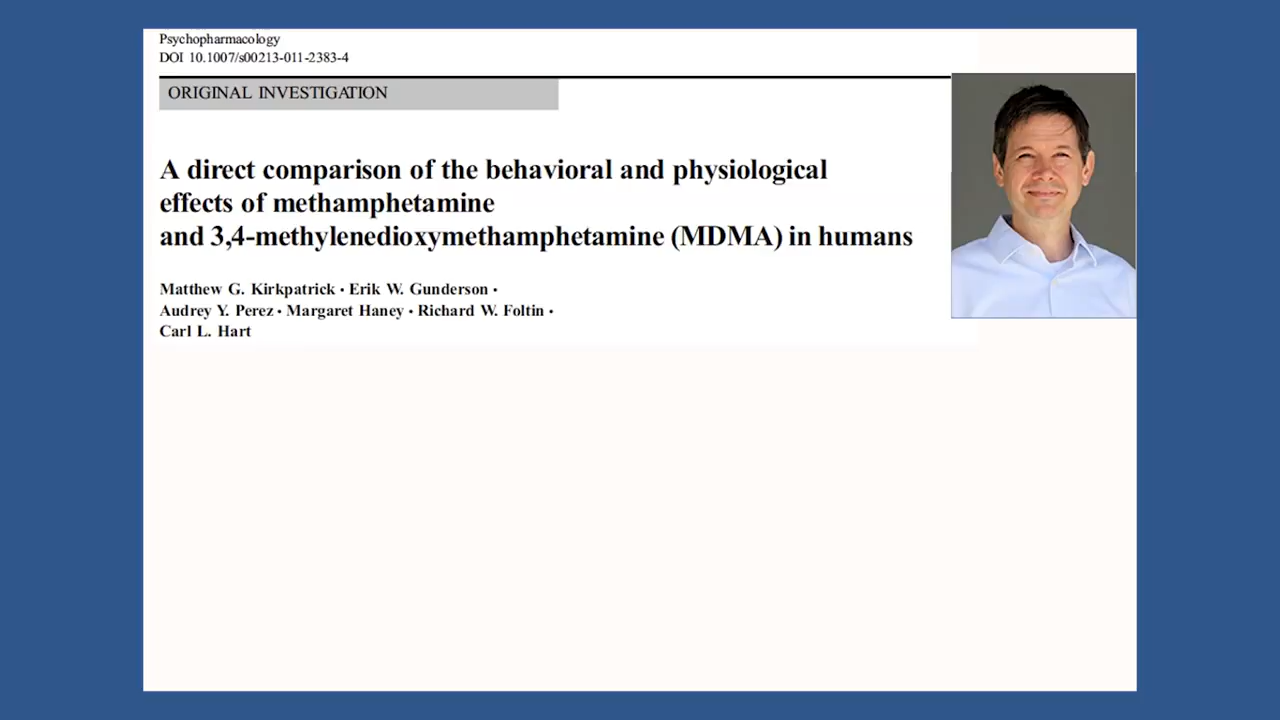 Psychopharmacology
DOI 10.1007/s00213-011-2383-4
ORIGINAL INVESTIGATION
A direct comparison of the behavioral and physiological
effects of methamphetamine
and 3,4-methylenedioxymethamphetamine (MDMA) in humans
Matthew G. Kirkpatrick · Erik W. Gunderson ·
Audrey Y. Perez · Margaret Haney · Richard W. Foltin ·
Carl L. Hart